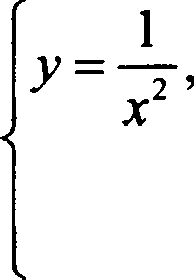 y = 1/x²,